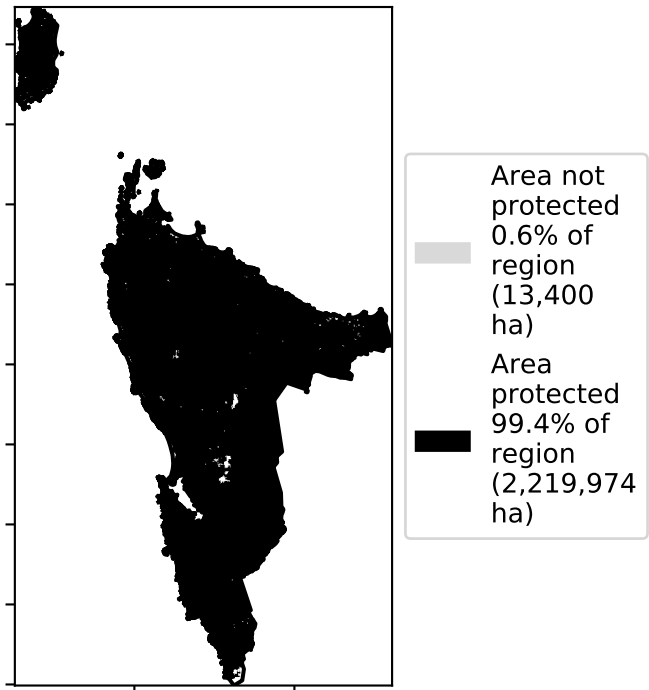 Area not
protected
0.6% of
region
(13,400
ha)
Area
protected
99.4% of
region
(2,219,974
ha)